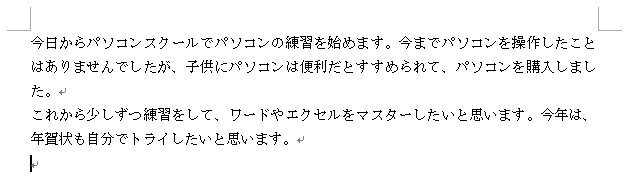 今日からパソコンスクールでパソコンの練習を始めます。今までパソコンを操作したこと
はありませんでしたが、子供にパソコンは便利だとすすめられて、パソコンを購入しまし
た。
これから少しずつ練習をして、ワードやエクセルをマスターしたいと思います。今年は、
年賀状も自分でトライしたいと思います。